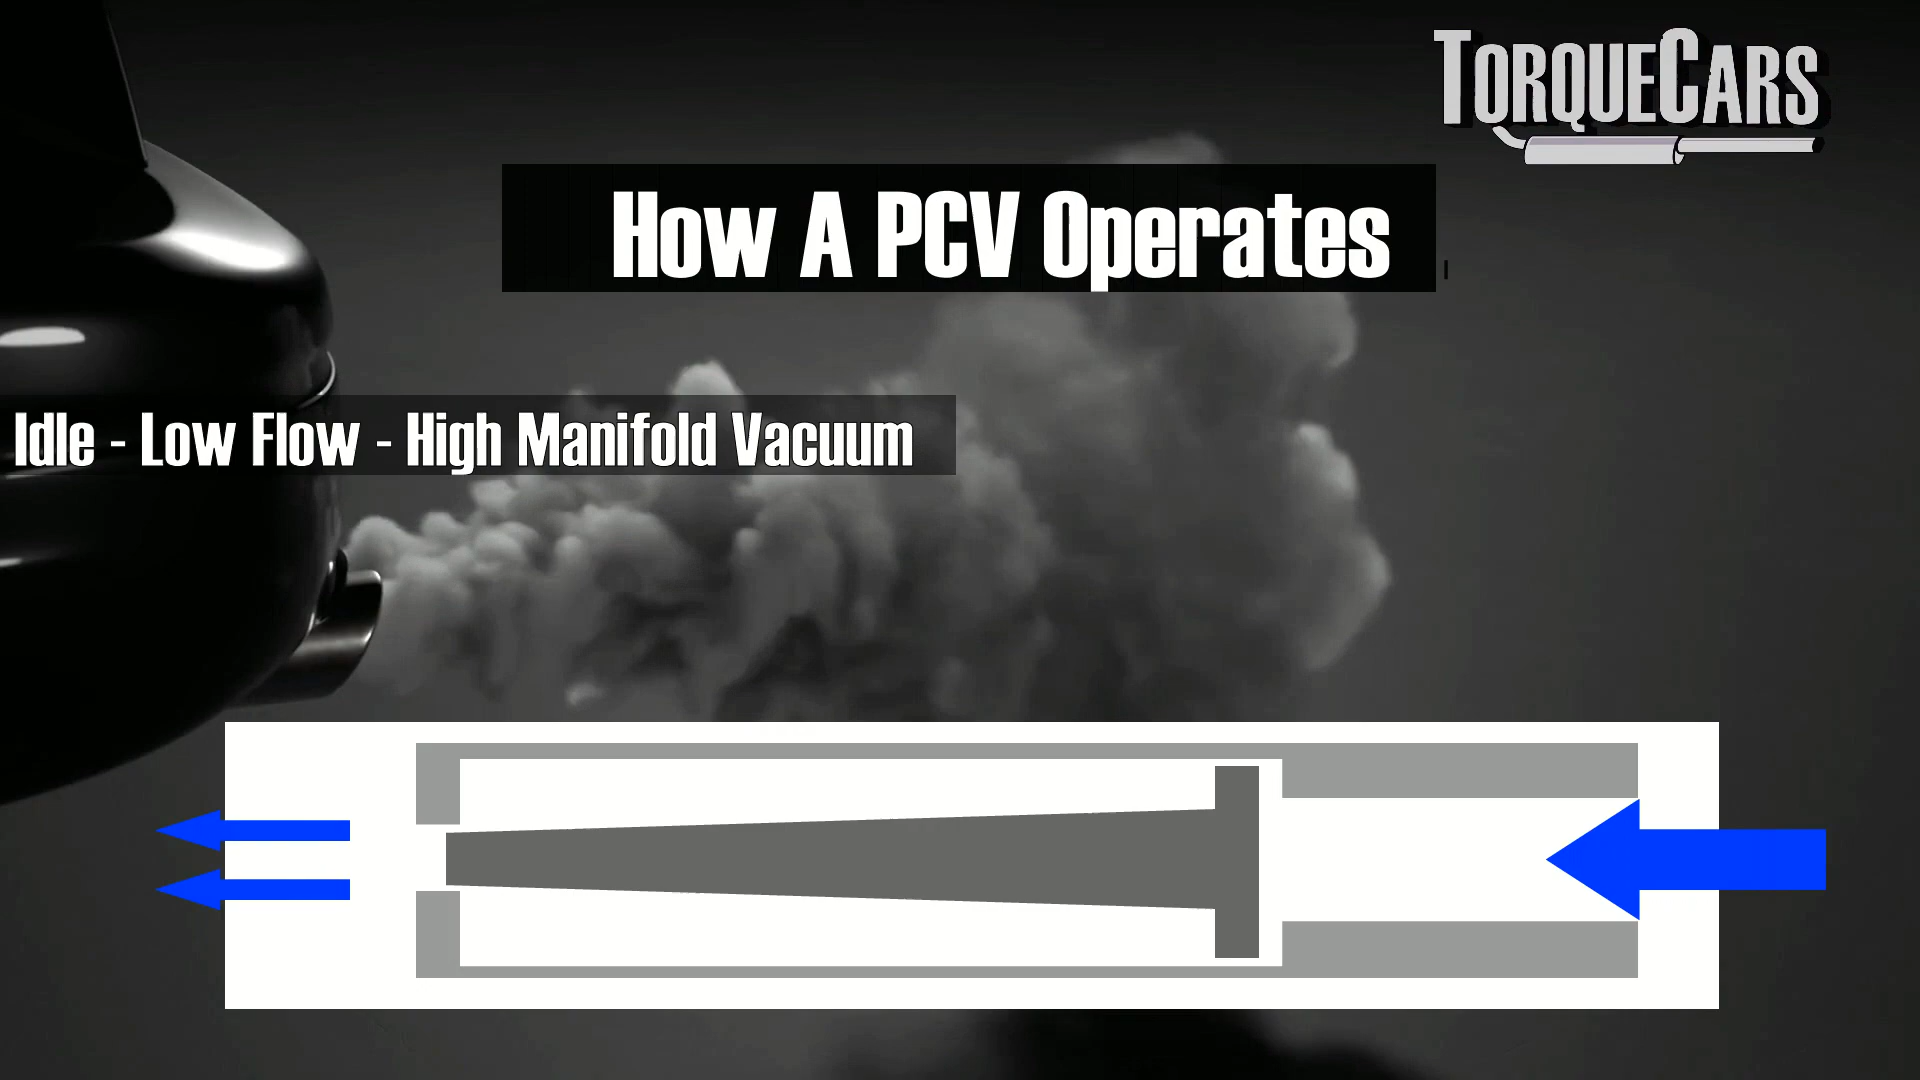 TorqueCars
How A PCV Operates
Idle - Low Flow - High Manifold Vacuum